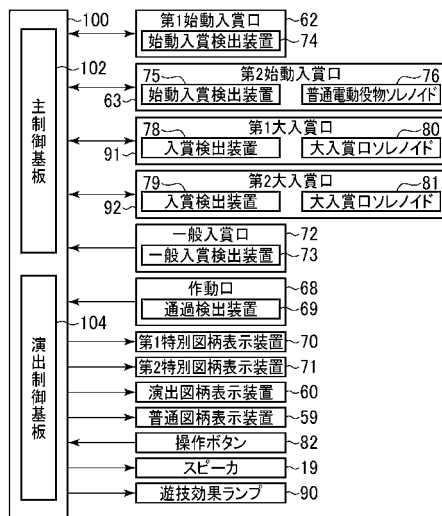 100
102
主制御基板
104
演出制御基板
第1始動入賞口
62
始動入賞検出装置
74
75
第2始動入賞口
76
63
始動入賞検出装置
普通電動役物ソレノイド
78
第1大入賞口
80
91
入賞検出装置
大入賞口ソレノイド
79
第2大入賞口
81
92
入賞検出装置
大入賞口ソレノイド
一般入賞口
72
一般入賞検出装置
73
作動口
68
通過検出装置
69
第1特別図柄表示装置
70
第2特別図柄表示装置
71
演出図柄表示装置
60
普通図柄表示装置
59
操作ボタン
82
スピーカ
19
遊技効果ランプ
90